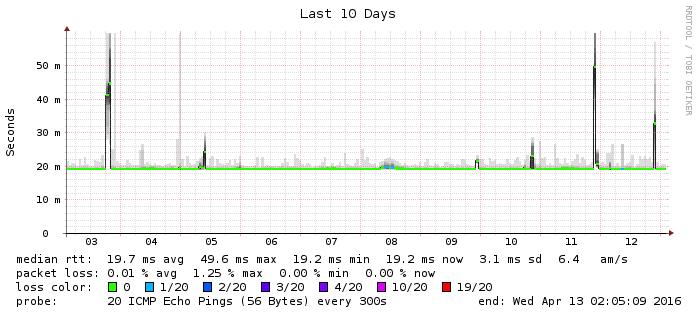 Last 10 Days
RRDTOOL / TOBI OETIKER
Seconds
50 m
40 m
30 m
20 m
10 m
0
03 04 05 06 07 08 09 10 11 12
median rtt: 19.7 ms avg 49.6 ms max 19.2 ms min 19.2 ms now 3.1 ms sd 6.4 am/s
packet loss: 0.01 % avg 1.25 % max 0.00 % min 0.00 % now
loss color: 0 1/20 2/20 3/20 4/20 10/20 19/20
probe: 20 ICMP Echo Pings (56 Bytes) every 300s end: Wed Apr 13 02:05:09 2016